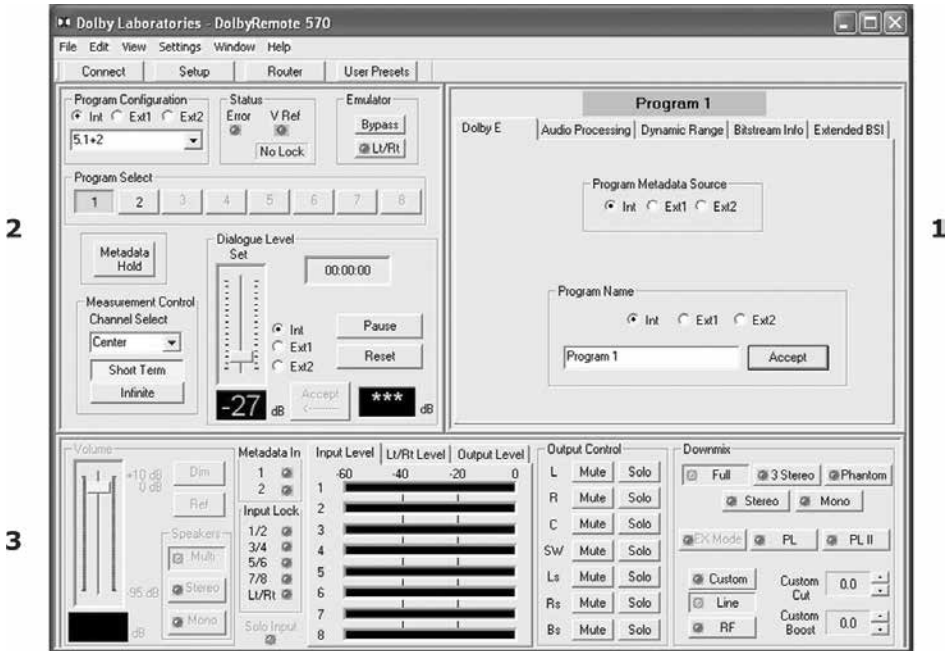 Dolby Laboratories - DolbyRemote 570
File Edit View Settings Window Help
Connect Setup Router User Presets
2
Program Configuration
Int Ext1 Ext2
5.1+2
Status
Error V Ref
No Lock
Emulator
Bypass
Lt/Rt
Program Select
1 2 3 4 5 6 7 8
Metadata
Hold
Measurement Control
Channel Select
Center
Short Term
Infinite
Dialogue Level
Set
00:00:00
Int
Ext1
Ext2
Pause
Reset
-27 dB
Accept
<-----
*** dB
1
Program 1
Dolby E Audio Processing Dynamic Range Bitstream Info Extended BSI
Program Metadata Source
Int Ext1 Ext2
Program Name
Int Ext1 Ext2
Program 1 Accept
3
Volume
+10 dB
0 dB
-95 dB
dB
Dim
Ref
Speakers
Multi
Stereo
Mono
Metadata In
1
2
Input Lock
1/2
3/4
5/6
7/8
Lt/Rt
Solo Input
Input Level Lt/Rt Level Output Level
-60 -40 -20 0
1
2
3
4
5
6
7
8
Output Control
L Mute Solo
R Mute Solo
C Mute Solo
SW Mute Solo
Ls Mute Solo
Rs Mute Solo
Bs Mute Solo
Downmix
Full 3 Stereo Phantom
Stereo Mono
EX Mode PL PL II
Custom
Line
RF
Custom
Cut
0.0
Custom
Boost
0.0